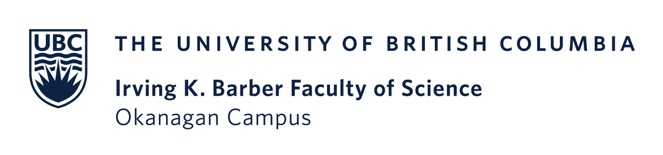 UBC
THE UNIVERSITY OF BRITISH COLUMBIA
Irving K. Barber Faculty of Science
Okanagan Campus